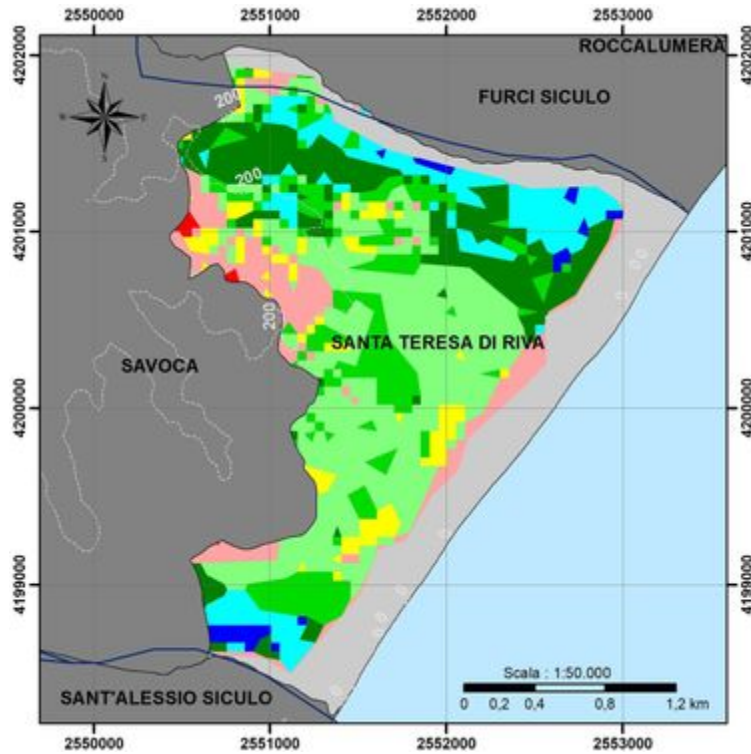 2550000 2551000 2552000 2553000
4202000 4202000
ROCCALUMERA
FURCI SICULO
200
200
4201000 4201000
200
SANTA TERESA DI RIVA
SAVOCA
4200000 4200000
4199000 4199000
Scala : 1:50.000
0 0,2 0,4 0,8 1,2 km
SANT'ALESSIO SICULO
2550000 2551000 2552000 2553000